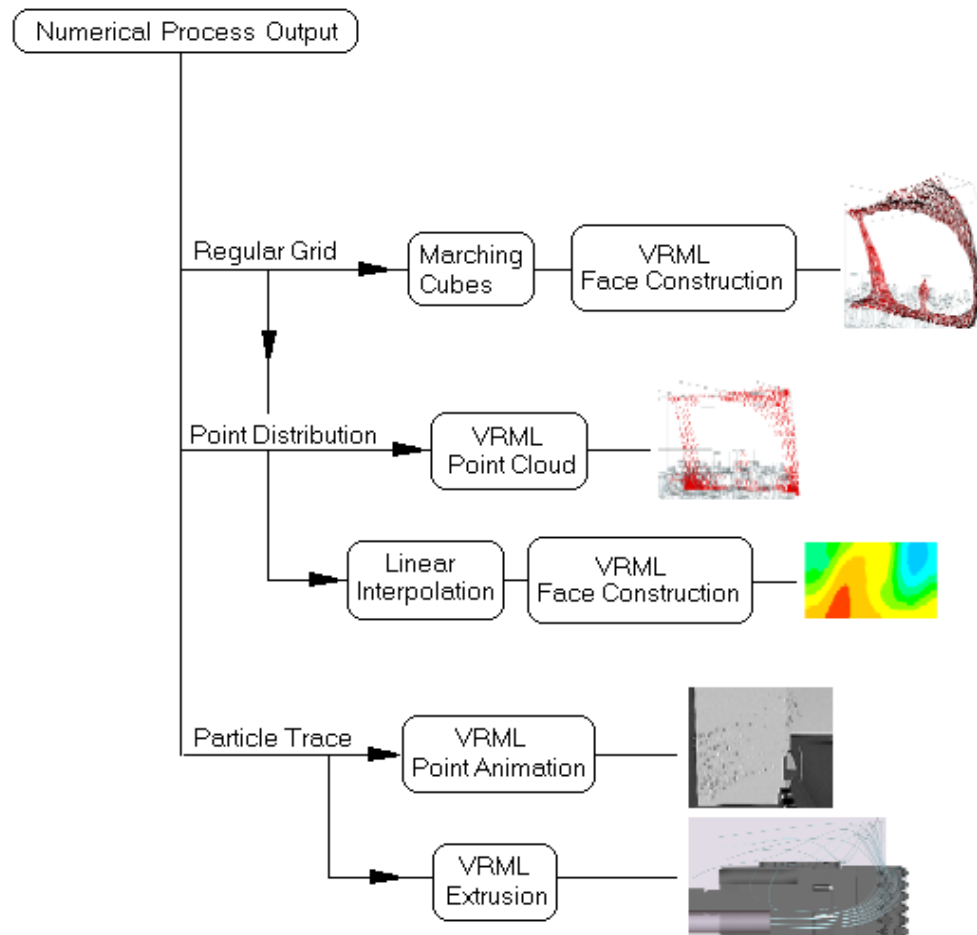 Numerical Process Output
Regular Grid
Marching
Cubes
VRML
Face Construction
Point Distribution
VRML
Point Cloud
Linear
Interpolation
VRML
Face Construction
Particle Trace
VRML
Point Animation
VRML
Extrusion